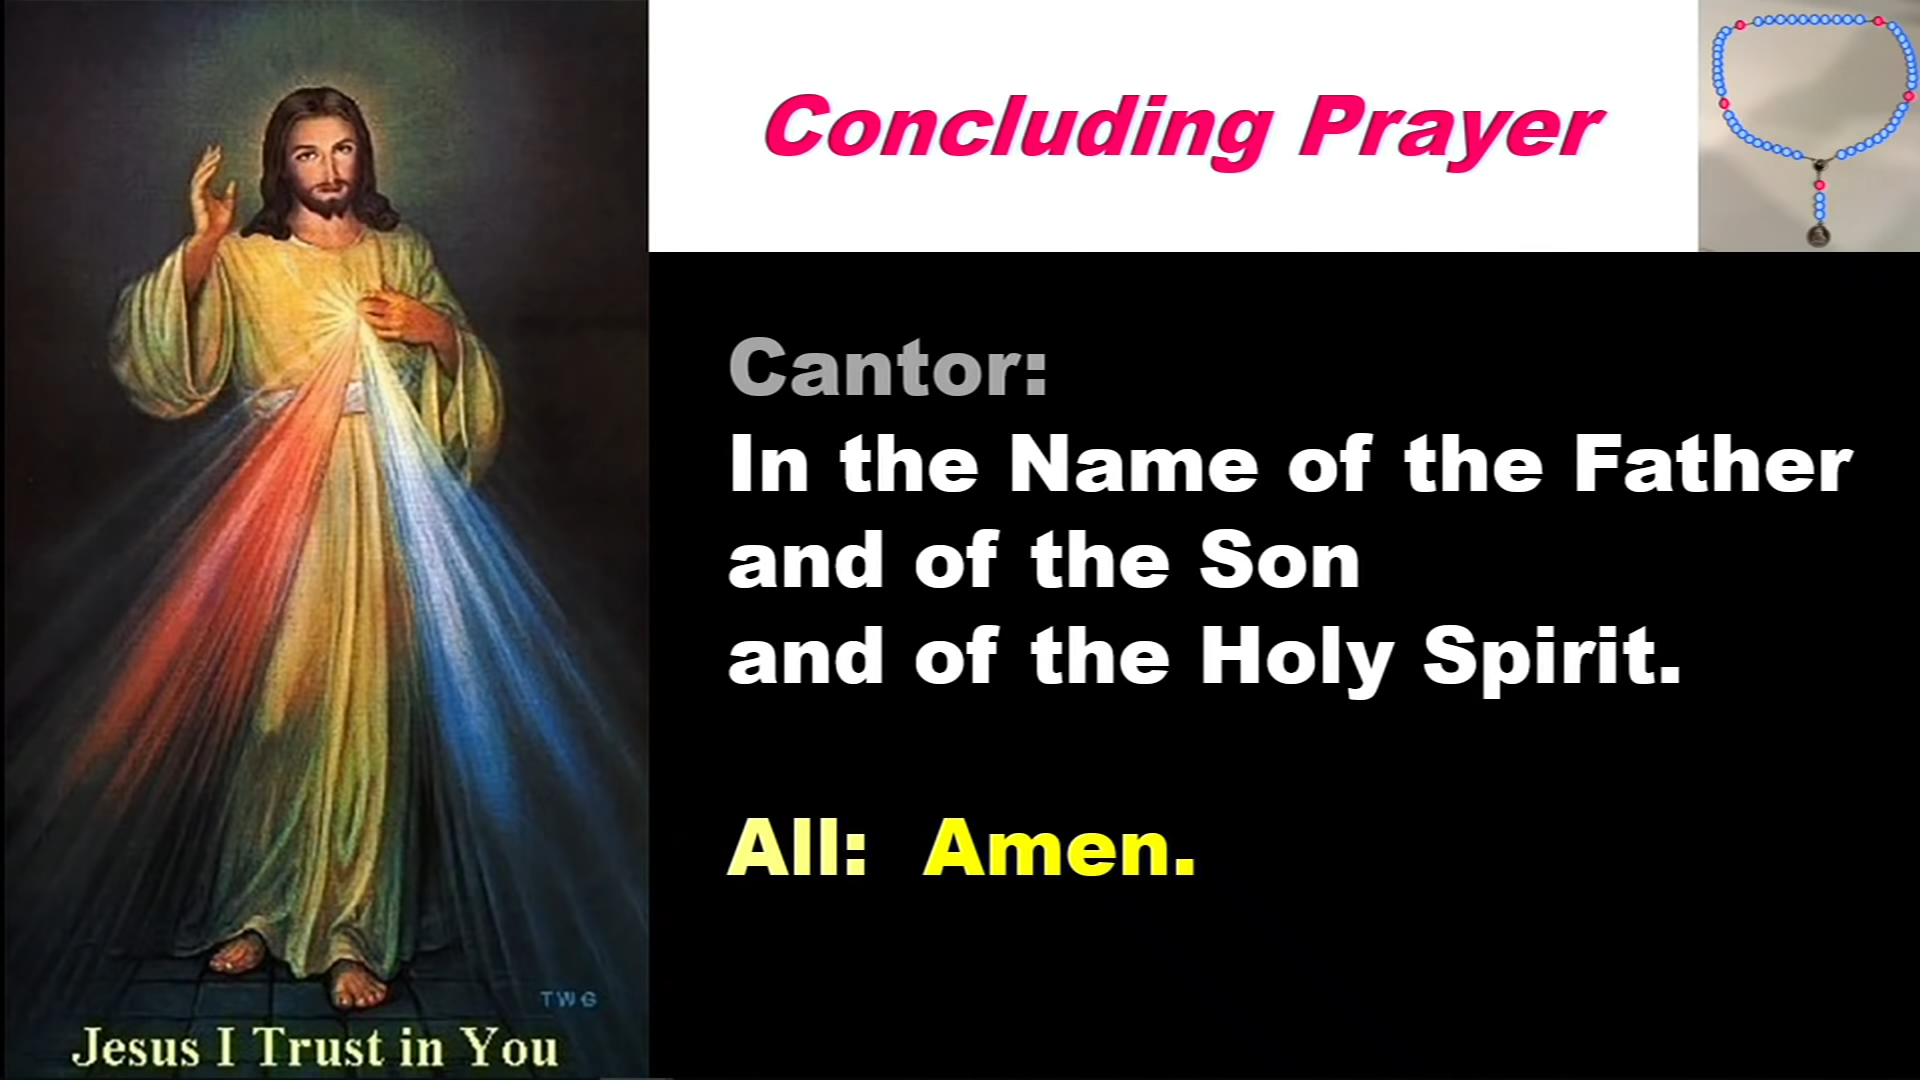 Concluding Prayer
Cantor:
In the Name of the Father
and of the Son
and of the Holy Spirit.
All: Amen.
TWG
Jesus I Trust in You